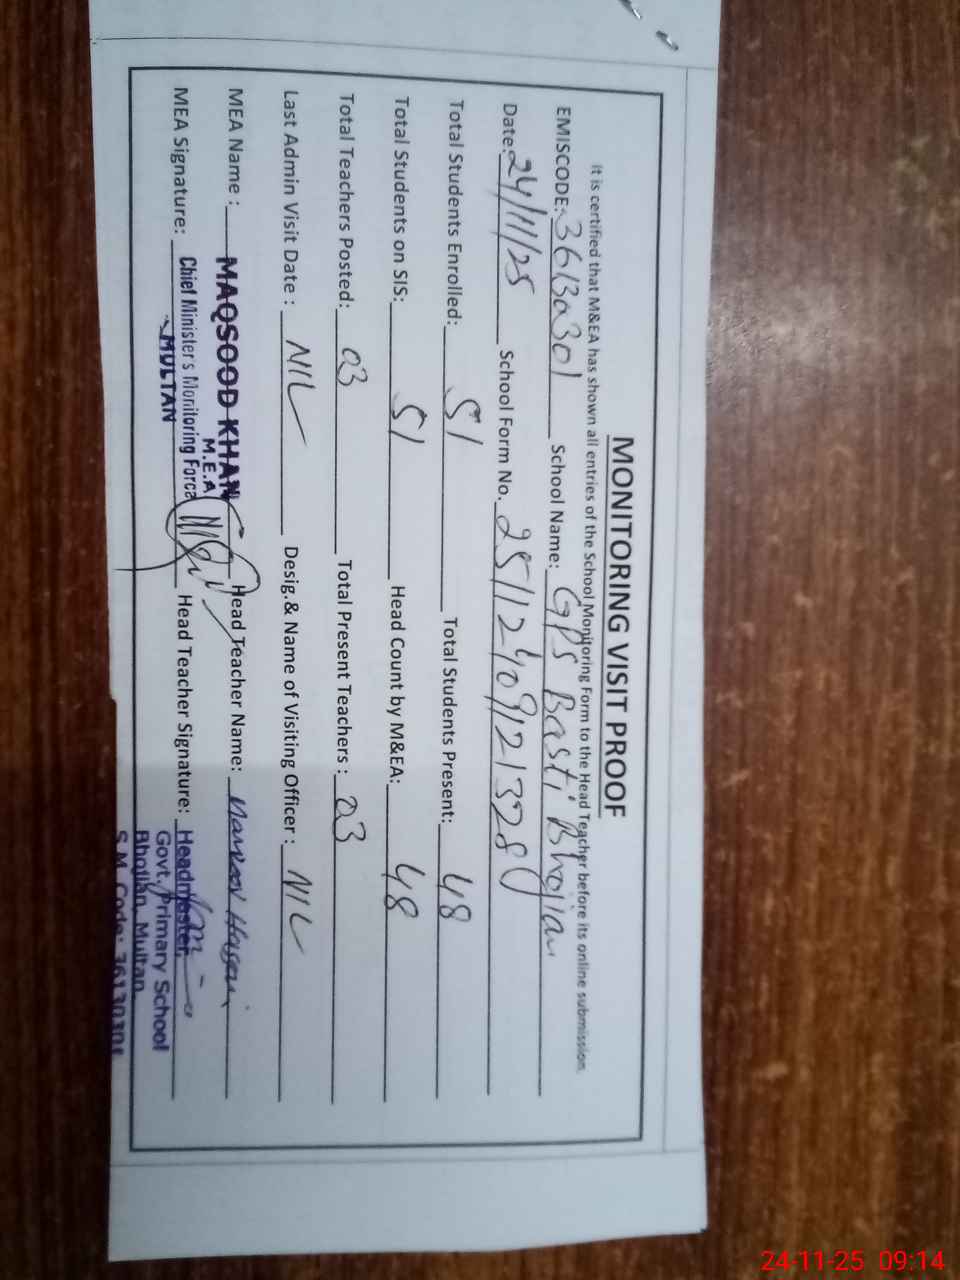 MONITORING VISIT PROOF
It is certified that M&EA has shown all entries of the School Monitoring Form to the Head Teacher before its online submission.
EMISCODE: 36130301 School Name: GPS Basti Bhojian
Date: 24/11/25 School Form No. 251124091213280
Total Students Enrolled: 51 Total Students Present: 48
Total Students on SIS: 51 Head Count by M&EA: 48
Total Teachers Posted: 03 Total Present Teachers : 03
Last Admin Visit Date : NIL Desig.& Name of Visiting Officer : NIL
MEA Name : MAQSOOD KHAN Head Teacher Name:
M.E.A
MEA Signature: Chief Minister's Monitoring Force Head Teacher Signature: Headmaster
MULTAN
Govt. Primary School
Bhojian, Multan
S.M. Code: 36130301
24-11-25 09:14